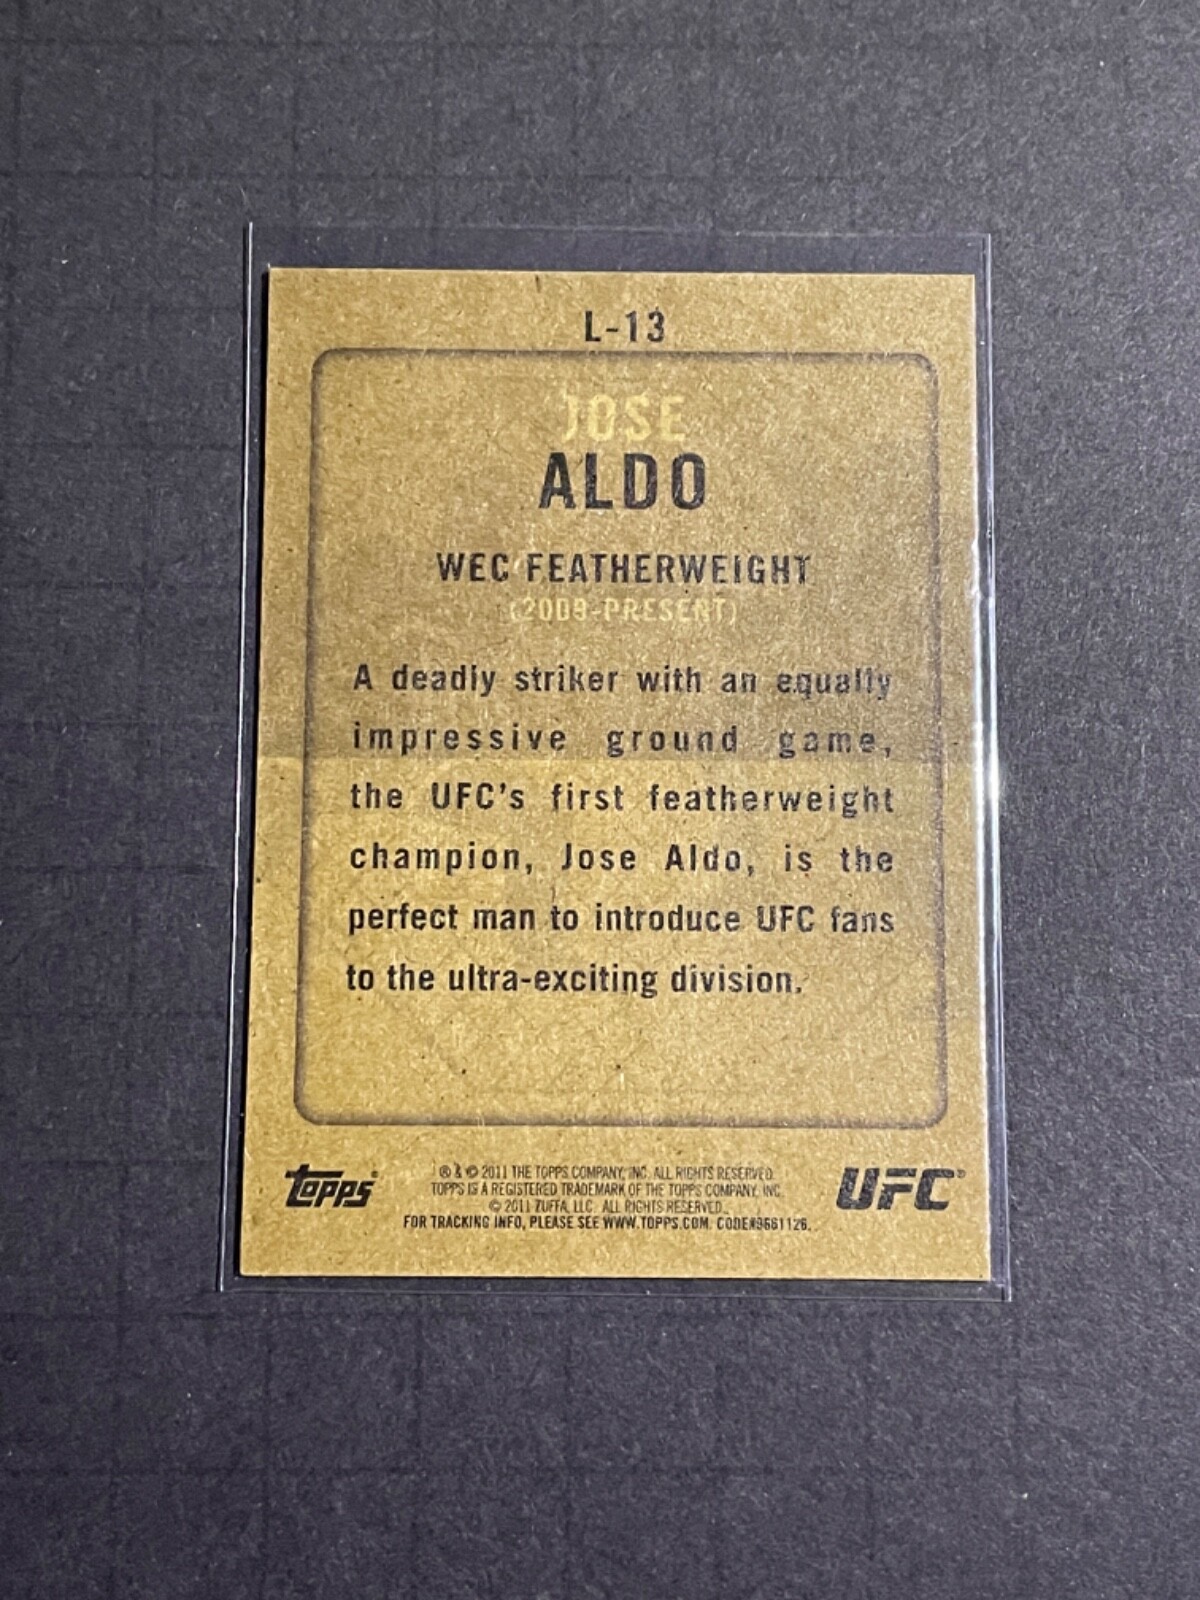 L-13
JOSE
ALDO
WEC FEATHERWEIGHT
(2009-PRESENT)
A deadly striker with an equally
impressive ground game,
the UFC's first featherweight
champion, Jose Aldo, is the
perfect man to introduce UFC fans
to the ultra-exciting division.
Topps®
® & © 2011 THE TOPPS COMPANY, INC. ALL RIGHTS RESERVED.
TOPPS IS A REGISTERED TRADEMARK OF THE TOPPS COMPANY, INC.
© 2011 ZUFFA, LLC. ALL RIGHTS RESERVED.
FOR TRACKING INFO, PLEASE SEE WWW.TOPPS.COM. CODE#9661126.
UFC®